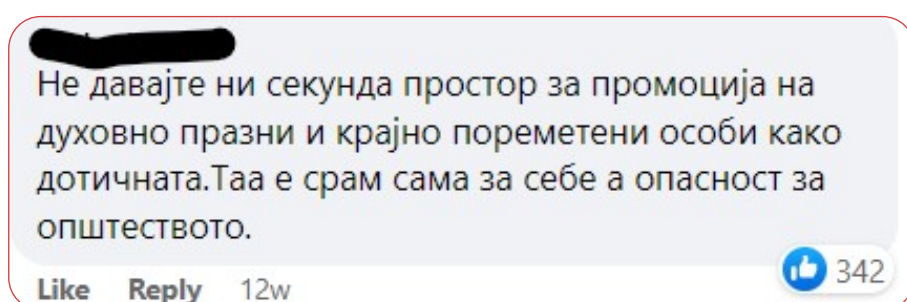 Не давајте ни секунда простор за промоција на
духовно празни и крајно пореметени особи како
дотичната.Таа е срам сама за себе а опасност за
општеството.
Like Reply 12w
342